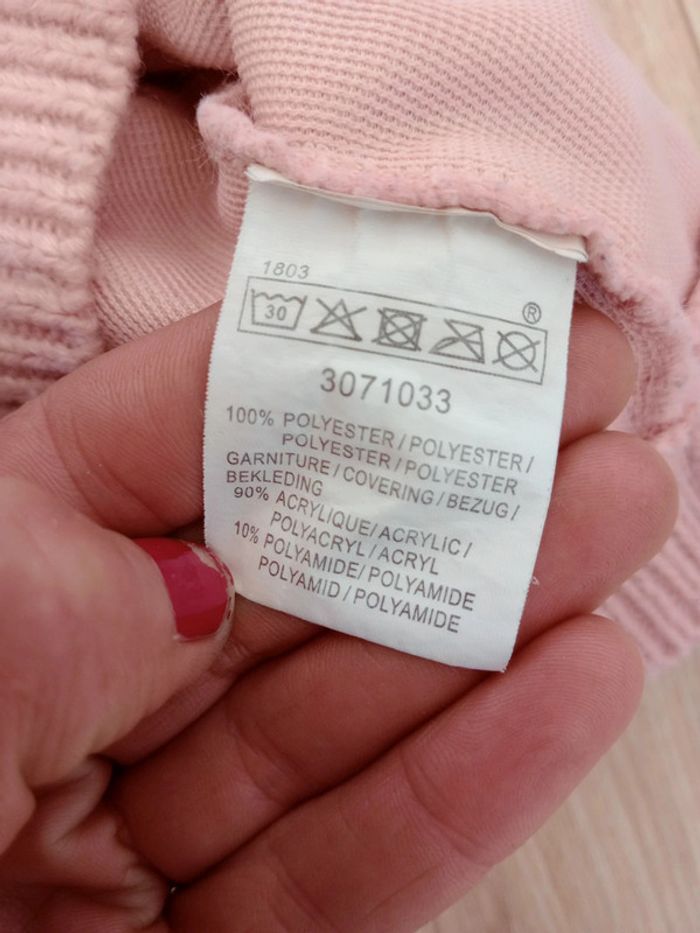 1803
®
30
3071033
100% POLYESTER / POLYESTER /
POLYESTER / POLYESTER
GARNITURE / COVERING / BEZUG /
BEKLEDING
90% ACRYLIQUE / ACRYLIC /
POLYACRYL / ACRYL
10% POLYAMIDE / POLYAMIDE
POLYAMID / POLYAMIDE